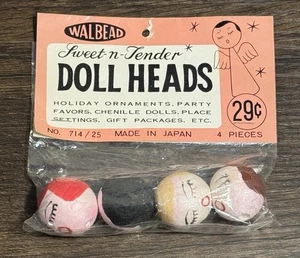 WALBEAD
Sweet-n-Tender
DOLL HEADS
HOLIDAY ORNAMENTS, PARTY
FAVORS, CHENILLE DOLLS, PLACE
SETTINGS, GIFT PACKAGES, ETC.
29¢
NO. 714/25 MADE IN JAPAN 4 PIECES